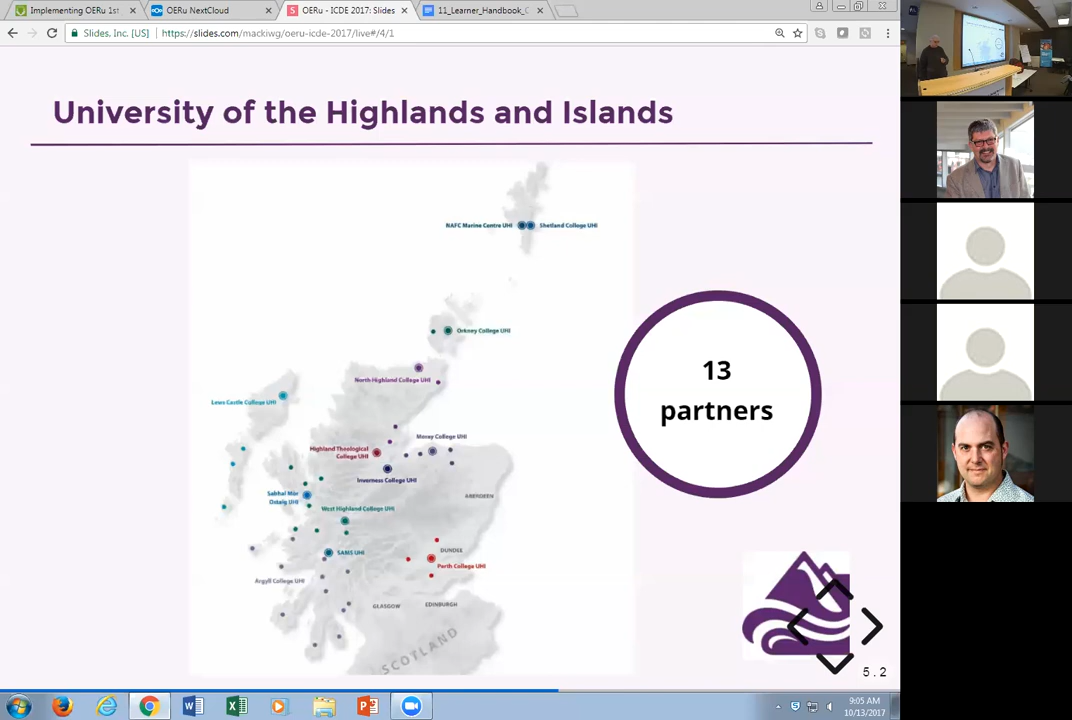 Implementing OERu 1st
OERu NextCloud
OERu - ICDE 2017: Slides
11_Learner_Handbook_
Slides, Inc. [US]
https://slides.com/mackiwg/oeru-icde-2017/live#/4/1
University of the Highlands and Islands
NAFC Marine Centre UHI
Shetland College UHI
Orkney College UHI
North Highland College UHI
Lews Castle College UHI
Moray College UHI
Highland Theological
College UHI
Inverness College UHI
Sabhal Mòr
Ostaig UHI
West Highland College UHI
ABERDEEN
SAMS UHI
DUNDEE
Perth College UHI
Argyll College UHI
GLASGOW
EDINBURGH
SCOTLAND
13
partners
5.2
9:05 AM
10/13/2017